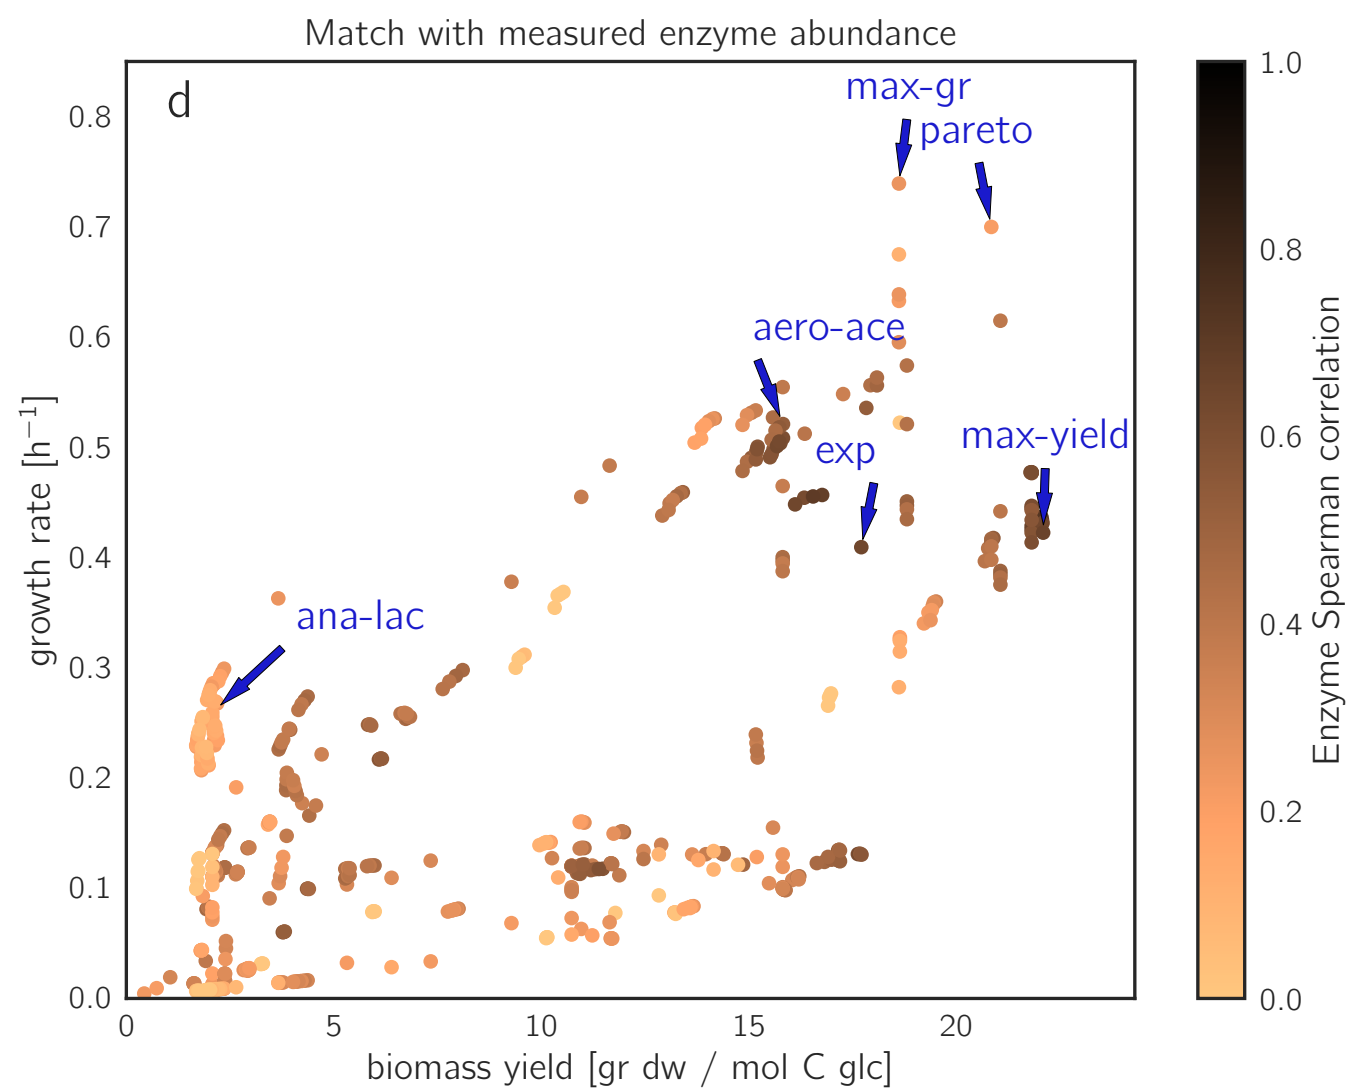 Match with measured enzyme abundance
d
max-gr
pareto
aero-ace
exp
max-yield
ana-lac
growth rate [h⁻¹]
0.8
0.7
0.6
0.5
0.4
0.3
0.2
0.1
0.0
0
5
10
15
20
biomass yield [gr dw / mol C glc]
1.0
0.8
0.6
0.4
0.2
0.0
Enzyme Spearman correlation